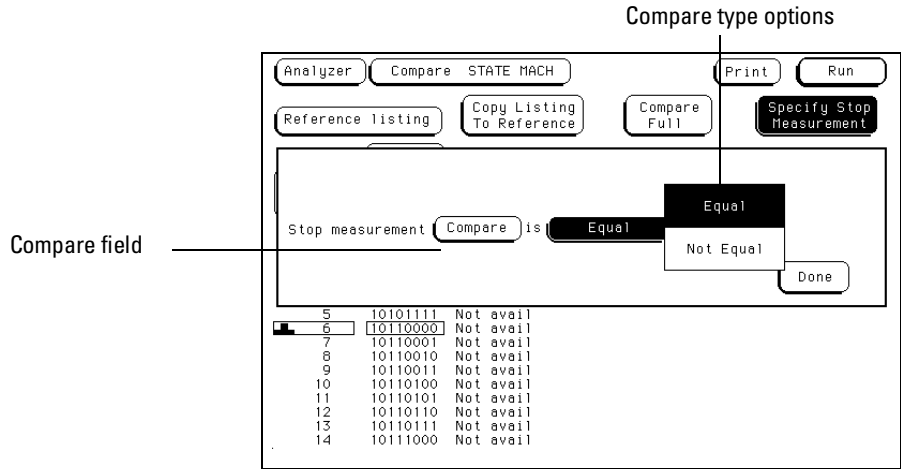 Compare type options
Analyzer Compare STATE MACH Print Run
Reference listing Copy Listing To Reference Compare Full Specify Stop Measurement
Equal
Stop measurement Compare is Equal
Not Equal
Compare field
Done
5 10101111 Not avail
6 10110000 Not avail
7 10110001 Not avail
8 10110010 Not avail
9 10110011 Not avail
10 10110100 Not avail
11 10110101 Not avail
12 10110110 Not avail
13 10110111 Not avail
14 10111000 Not avail